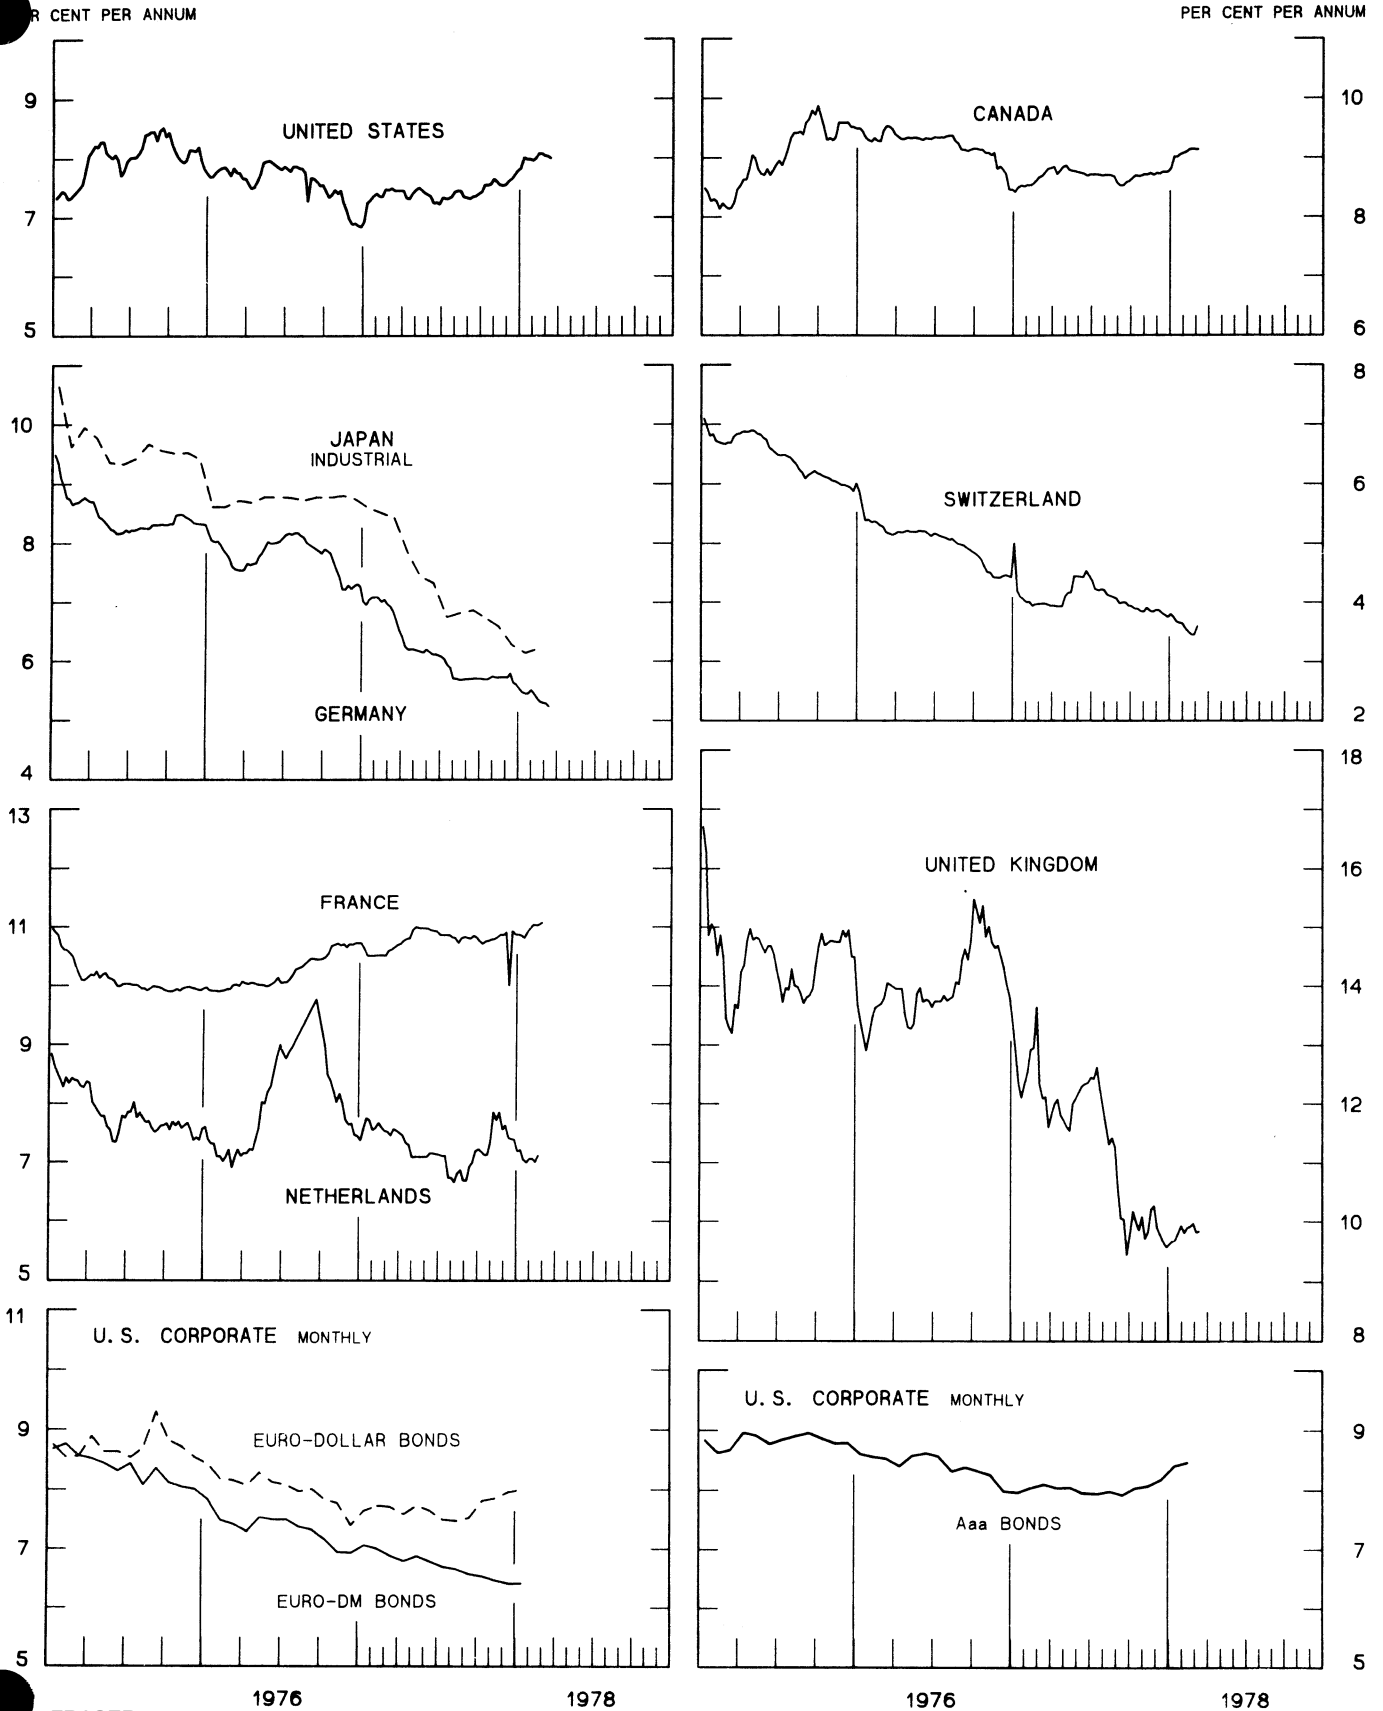 R CENT PER ANNUM
PER CENT PER ANNUM
9
7
5
UNITED STATES
CANADA
10
8
6
10
8
6
4
JAPAN
INDUSTRIAL
GERMANY
SWITZERLAND
8
6
4
2
13
11
9
7
5
FRANCE
NETHERLANDS
UNITED KINGDOM
18
16
14
12
10
8
11
9
7
5
U. S. CORPORATE MONTHLY
EURO-DOLLAR BONDS
EURO-DM BONDS
U. S. CORPORATE MONTHLY
Aaa BONDS
9
7
5
1976
1978
1976
1978